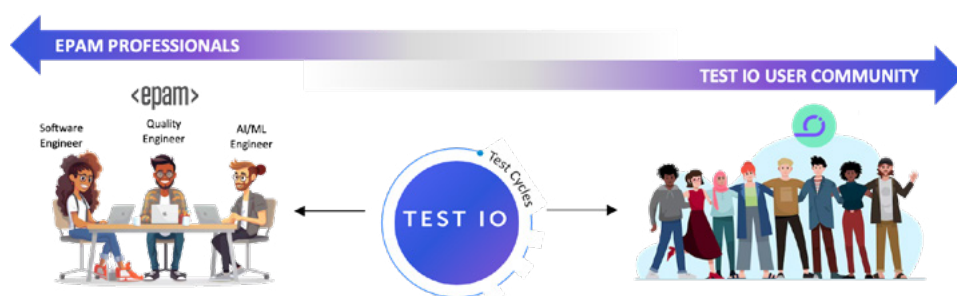 EPAM PROFESSIONALS
TEST IO USER COMMUNITY
<epam>
Software
Engineer
Quality
Engineer
AI/ML
Engineer
Test Cycles
TEST IO